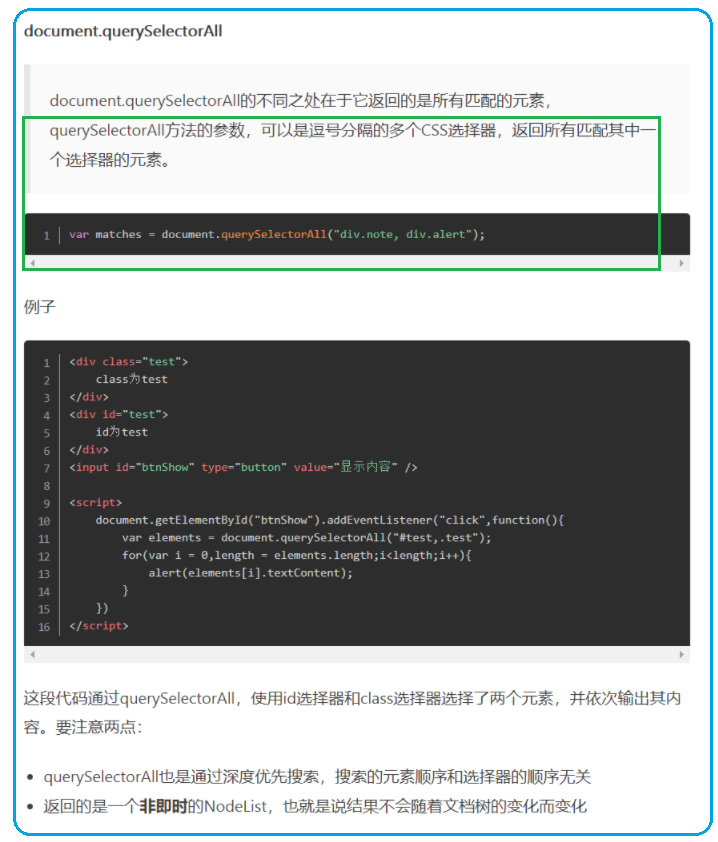 document.querySelectorAll
document.querySelectorAll的不同之处在于它返回的是所有匹配的元素，
querySelectorAll方法的参数，可以是逗号分隔的多个CSS选择器，返回所有匹配其中一
个选择器的元素。
1 var matches = document.querySelectorAll("div.note, div.alert");
例子
1 <div class="test">
2     class为test
3 </div>
4 <div id="test">
5     id为test
6 </div>
7 <input id="btnShow" type="button" value="显示内容" />
8
9 <script>
10     document.getElementById("btnShow").addEventListener("click",function(){
11         var elements = document.querySelectorAll("#test,.test");
12         for(var i = 0,length = elements.length;i<length;i++){
13             alert(elements[i].textContent);
14         }
15     })
16 </script>
这段代码通过querySelectorAll，使用id选择器和class选择器选择了两个元素，并依次输出其内
容。要注意两点：
• querySelectorAll也是通过深度优先搜索，搜索的元素顺序和选择器的顺序无关
• 返回的是一个非即时的NodeList，也就是说结果不会随着文档树的变化而变化